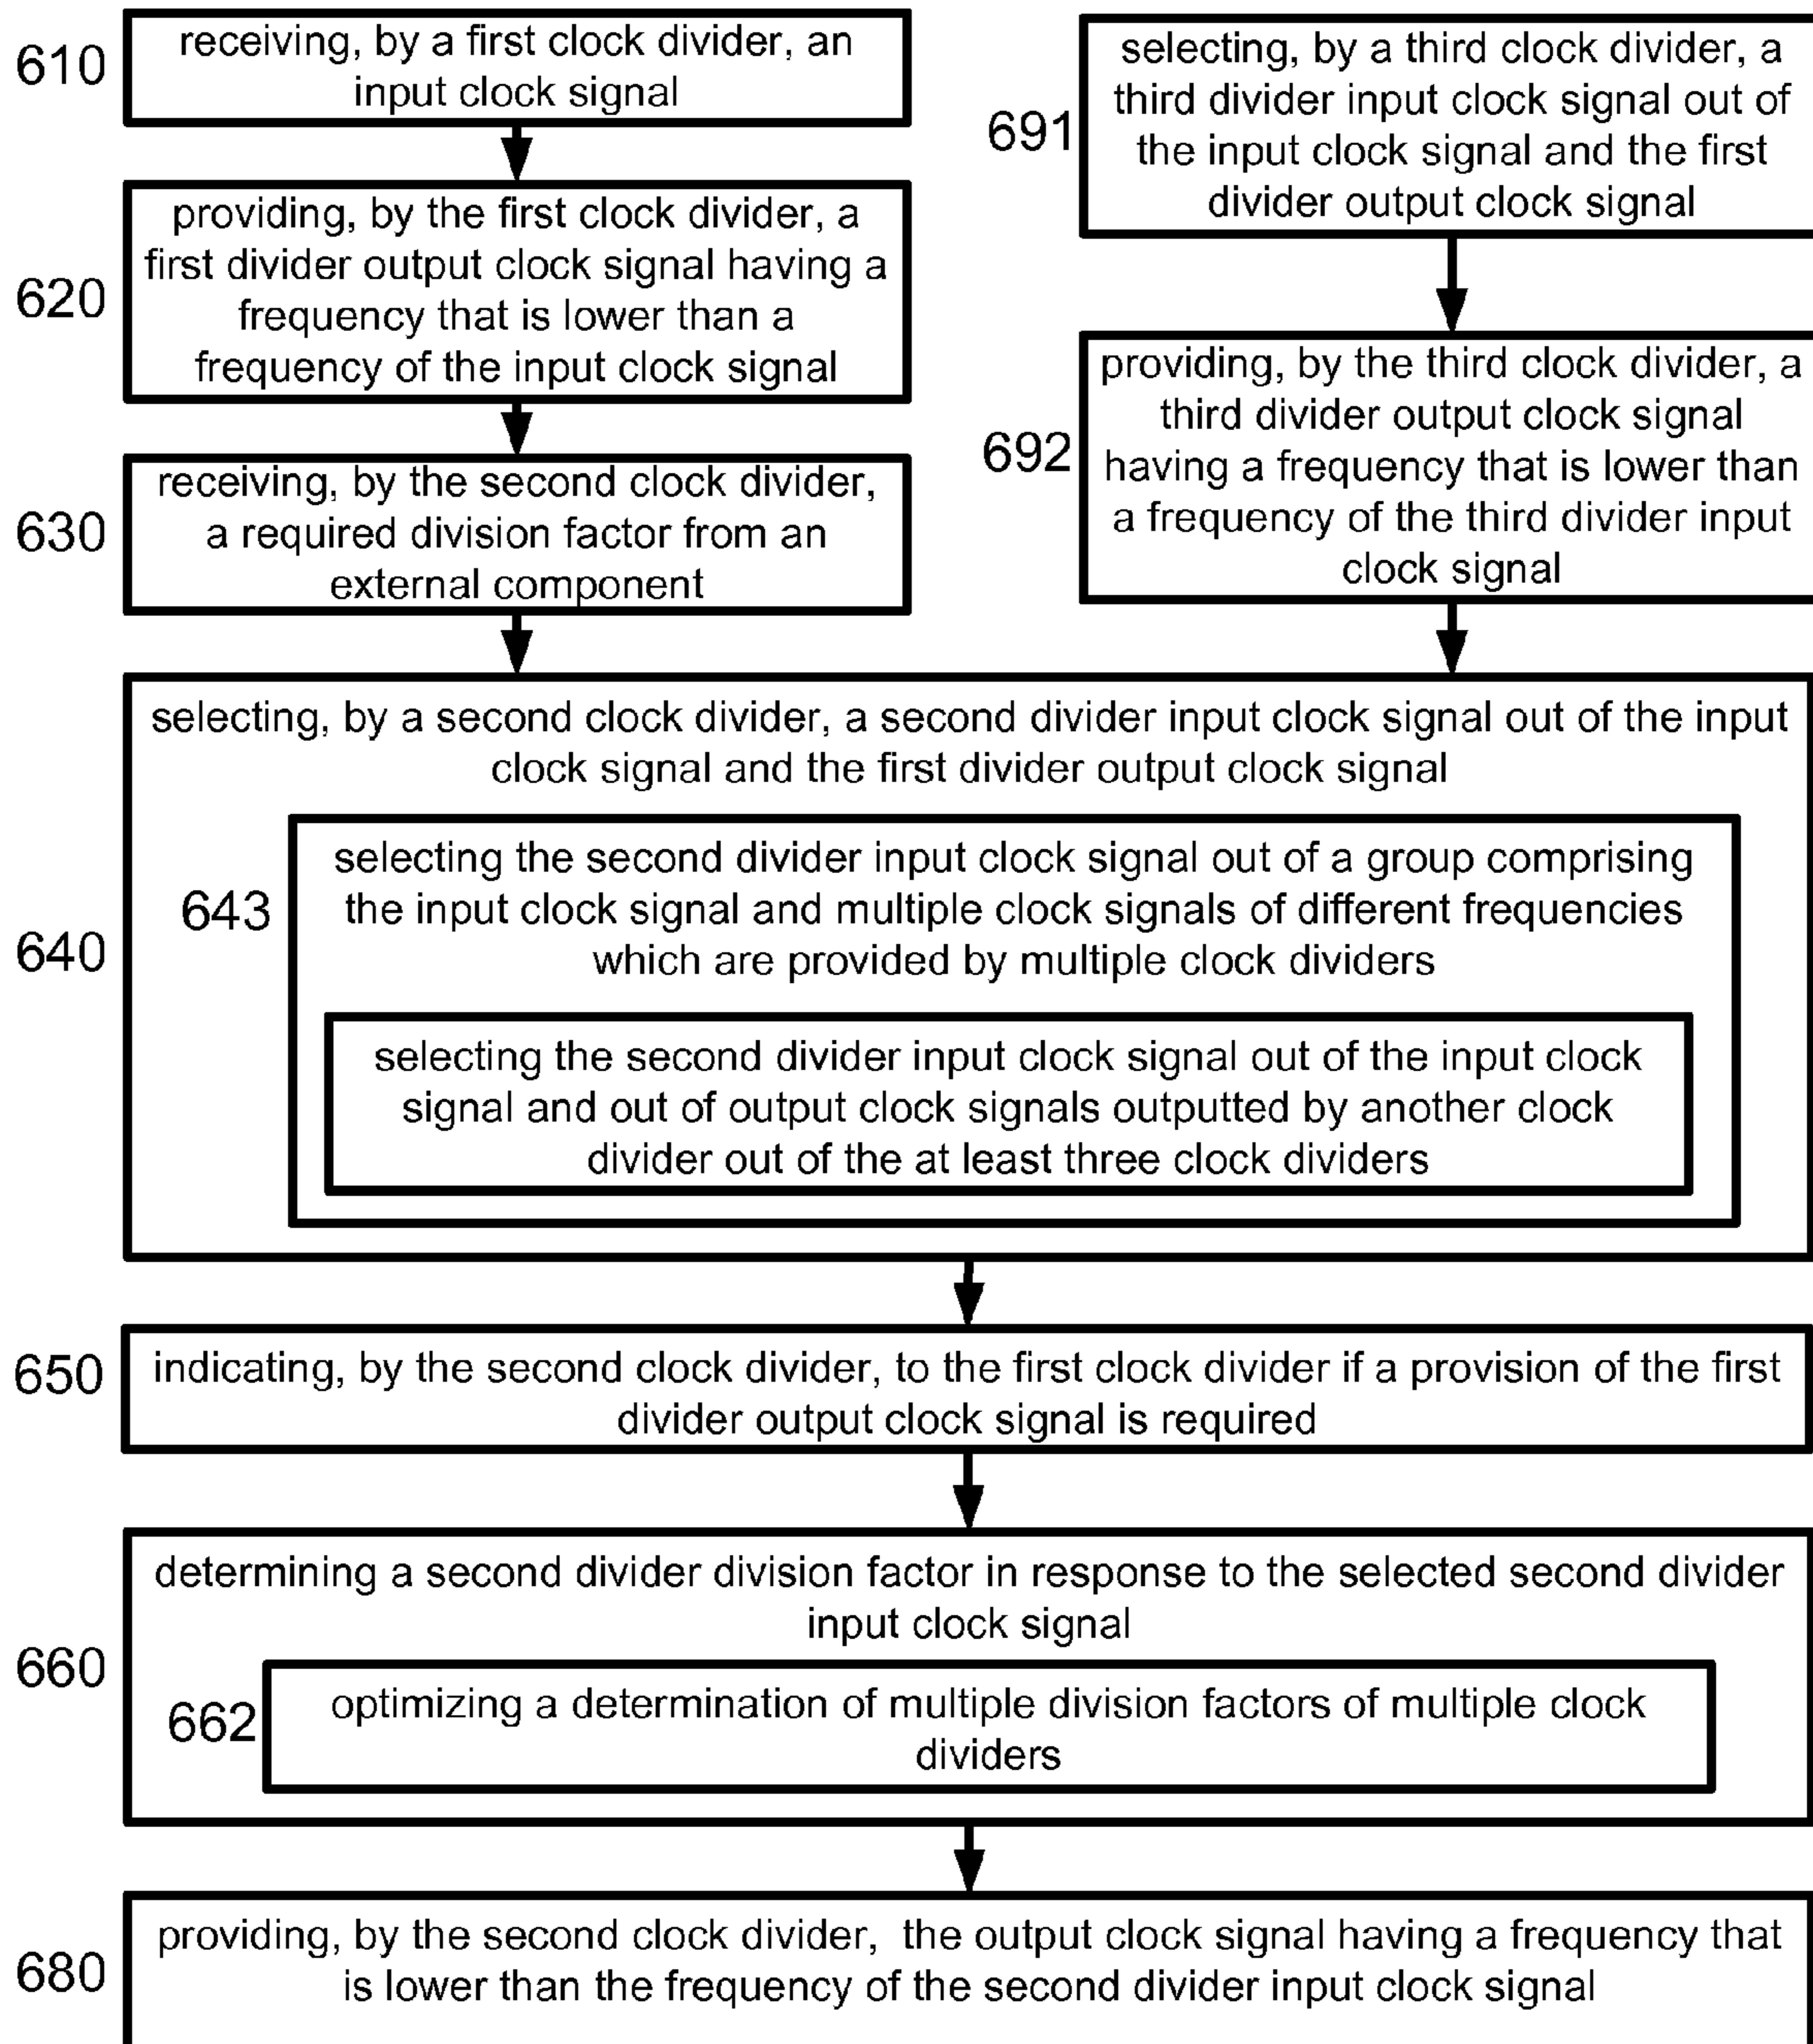 610
receiving, by a first clock divider, an
input clock signal
620
providing, by the first clock divider, a
first divider output clock signal having a
frequency that is lower than a
frequency of the input clock signal
630
receiving, by the second clock divider,
a required division factor from an
external component
691
selecting, by a third clock divider, a
third divider input clock signal out of
the input clock signal and the first
divider output clock signal
692
providing, by the third clock divider, a
third divider output clock signal
having a frequency that is lower than
a frequency of the third divider input
clock signal
640
selecting, by a second clock divider, a second divider input clock signal out of the input
clock signal and the first divider output clock signal
643
selecting the second divider input clock signal out of a group comprising
the input clock signal and multiple clock signals of different frequencies
which are provided by multiple clock dividers
selecting the second divider input clock signal out of the input clock
signal and out of output clock signals outputted by another clock
divider out of the at least three clock dividers
650
indicating, by the second clock divider, to the first clock divider if a provision of the first
divider output clock signal is required
660
determining a second divider division factor in response to the selected second divider
input clock signal
662
optimizing a determination of multiple division factors of multiple clock
dividers
680
providing, by the second clock divider, the output clock signal having a frequency that
is lower than the frequency of the second divider input clock signal